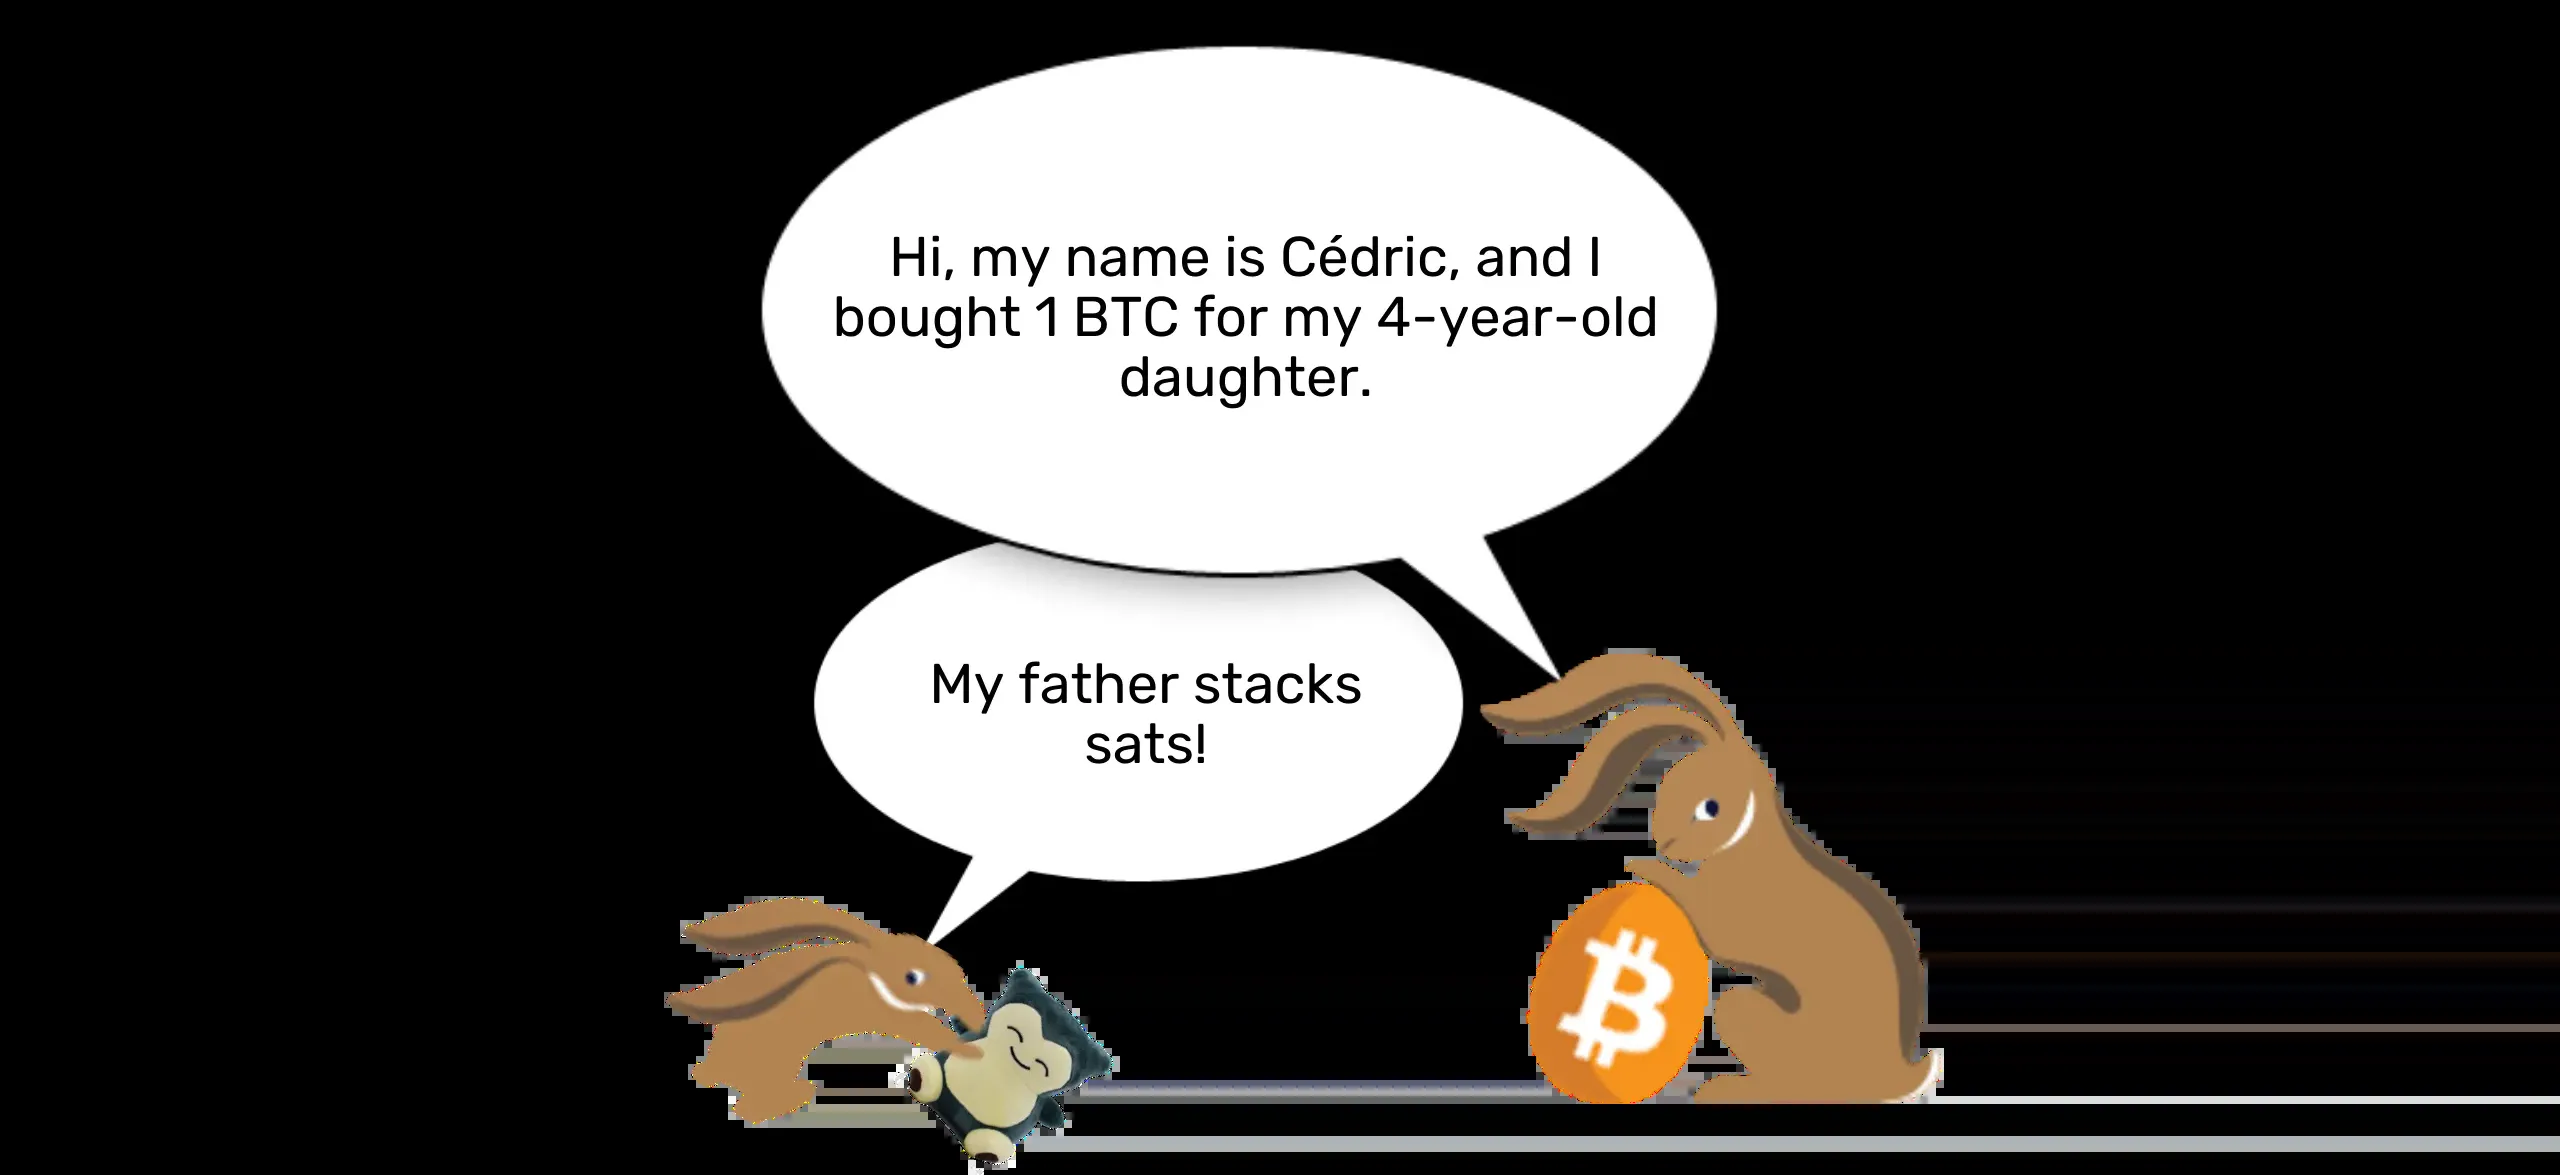 Hi, my name is Cédric, and I
bought 1 BTC for my 4-year-old
daughter.
My father stacks
sats!